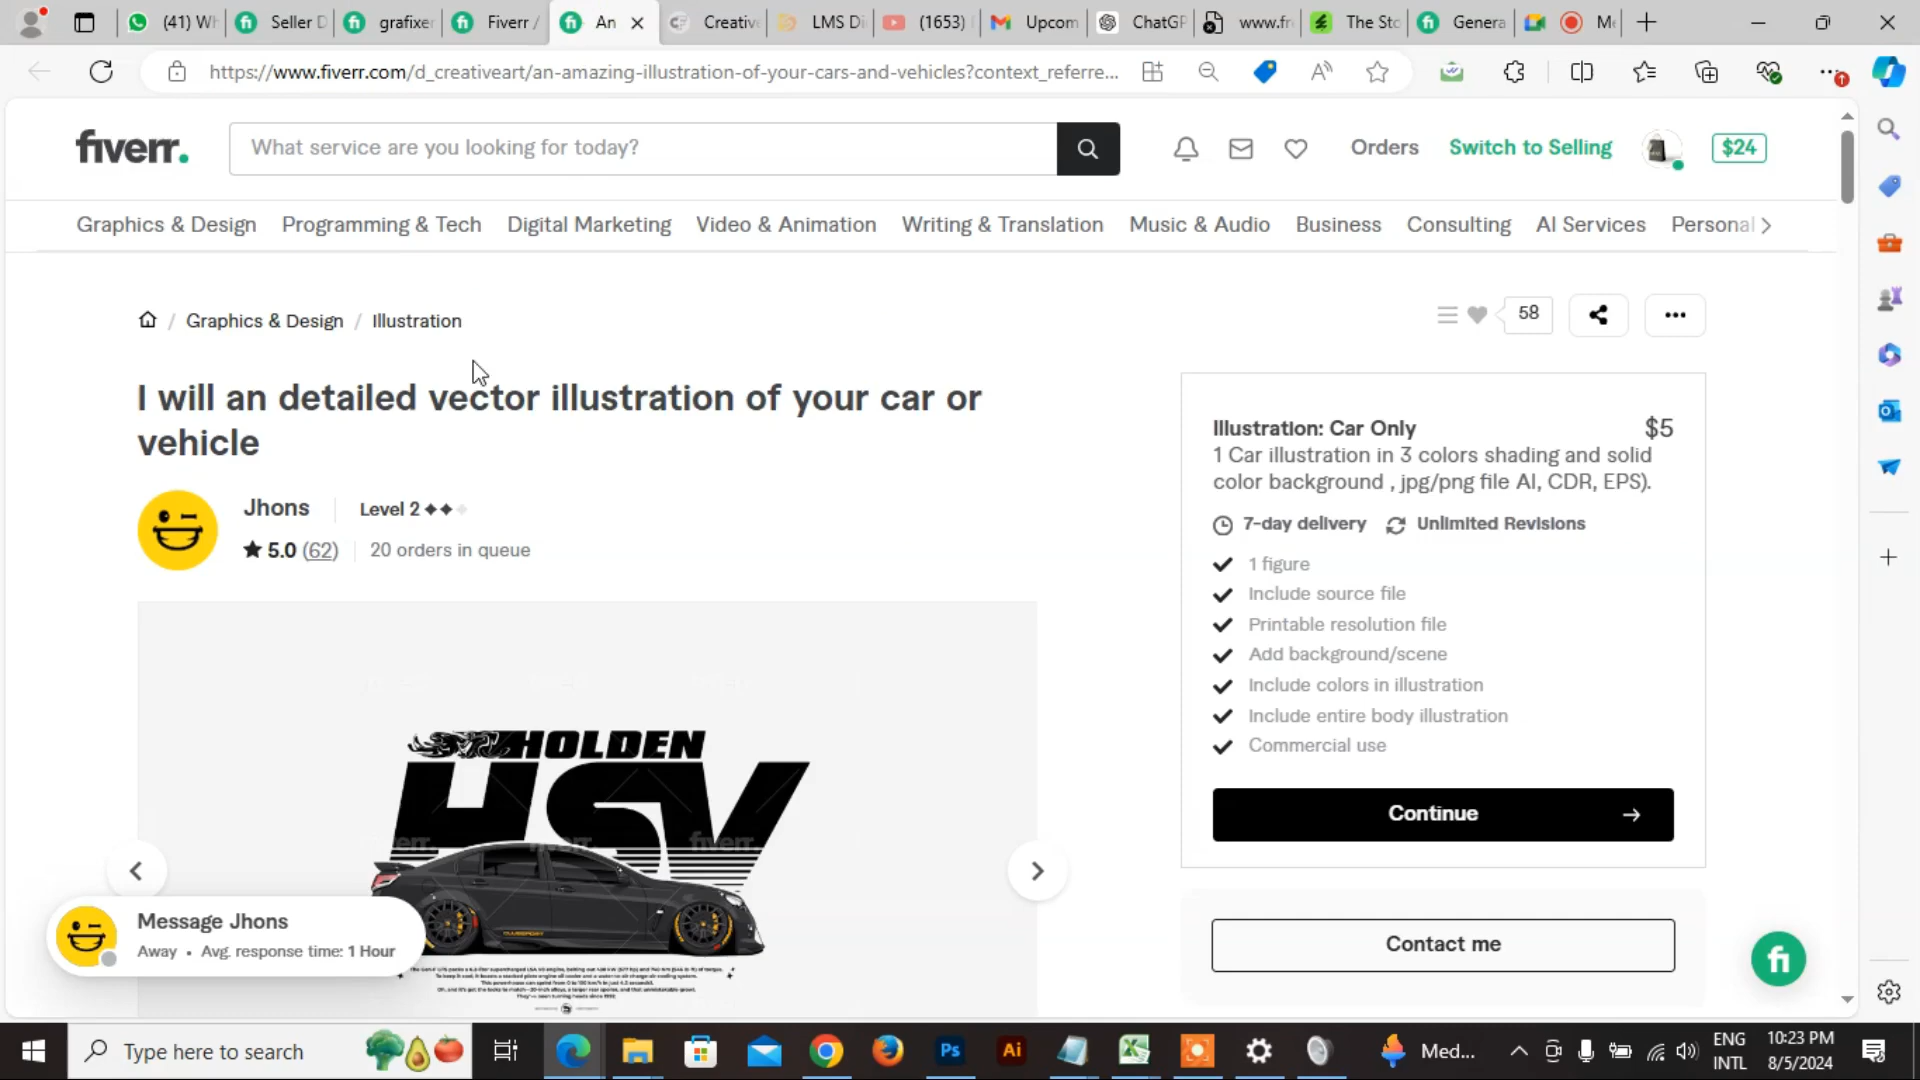 (41) Wh
Seller D
grafixer
Fiverr /
An
Creativ
LMS Di
(1653)
Upcom
ChatGP
www.fr
The Sto
Genera
Me
https://www.fiverr.com/d_creativeart/an-amazing-illustration-of-your-cars-and-vehicles?context_referre...
fiverr.
What service are you looking for today?
Orders
Switch to Selling
$24
Graphics & Design
Programming & Tech
Digital Marketing
Video & Animation
Writing & Translation
Music & Audio
Business
Consulting
AI Services
Personal
/ Graphics & Design / Illustration
58
I will an detailed vector illustration of your car or
vehicle
Jhons
Level 2
5.0 (62)
20 orders in queue
HOLDEN
HSV
fiverr.
fiverr.
Message Jhons
Away • Avg. response time: 1 Hour
Illustration: Car Only
$5
1 Car illustration in 3 colors shading and solid
color background , jpg/png file AI, CDR, EPS).
7-day delivery
Unlimited Revisions
1 figure
Include source file
Printable resolution file
Add background/scene
Include colors in illustration
Include entire body illustration
Commercial use
Continue
Contact me
fi
Type here to search
Ps
Ai
Med...
ENG
INTL
10:23 PM
8/5/2024